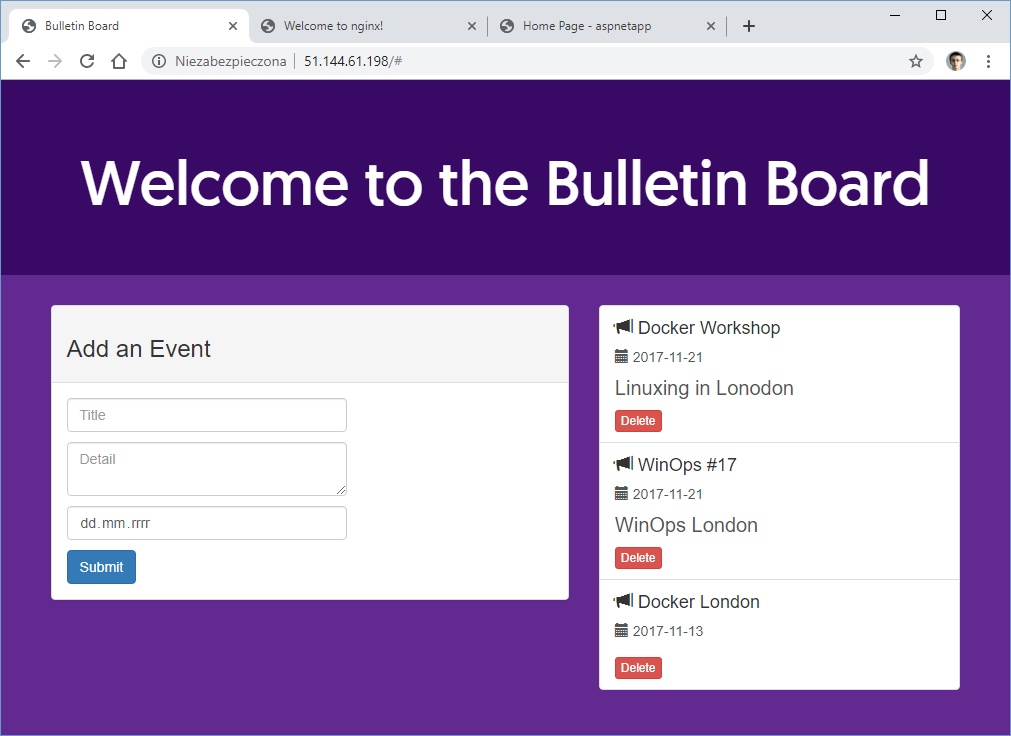 Bulletin Board
Welcome to nginx!
Home Page - aspnetapp
Niezabezpieczona
51.144.61.198/#
Welcome to the Bulletin Board
Add an Event
Title
Detail
dd.mm.rrrr
Submit
Docker Workshop
2017-11-21
Linuxing in Lonodon
Delete
WinOps #17
2017-11-21
WinOps London
Delete
Docker London
2017-11-13
Delete